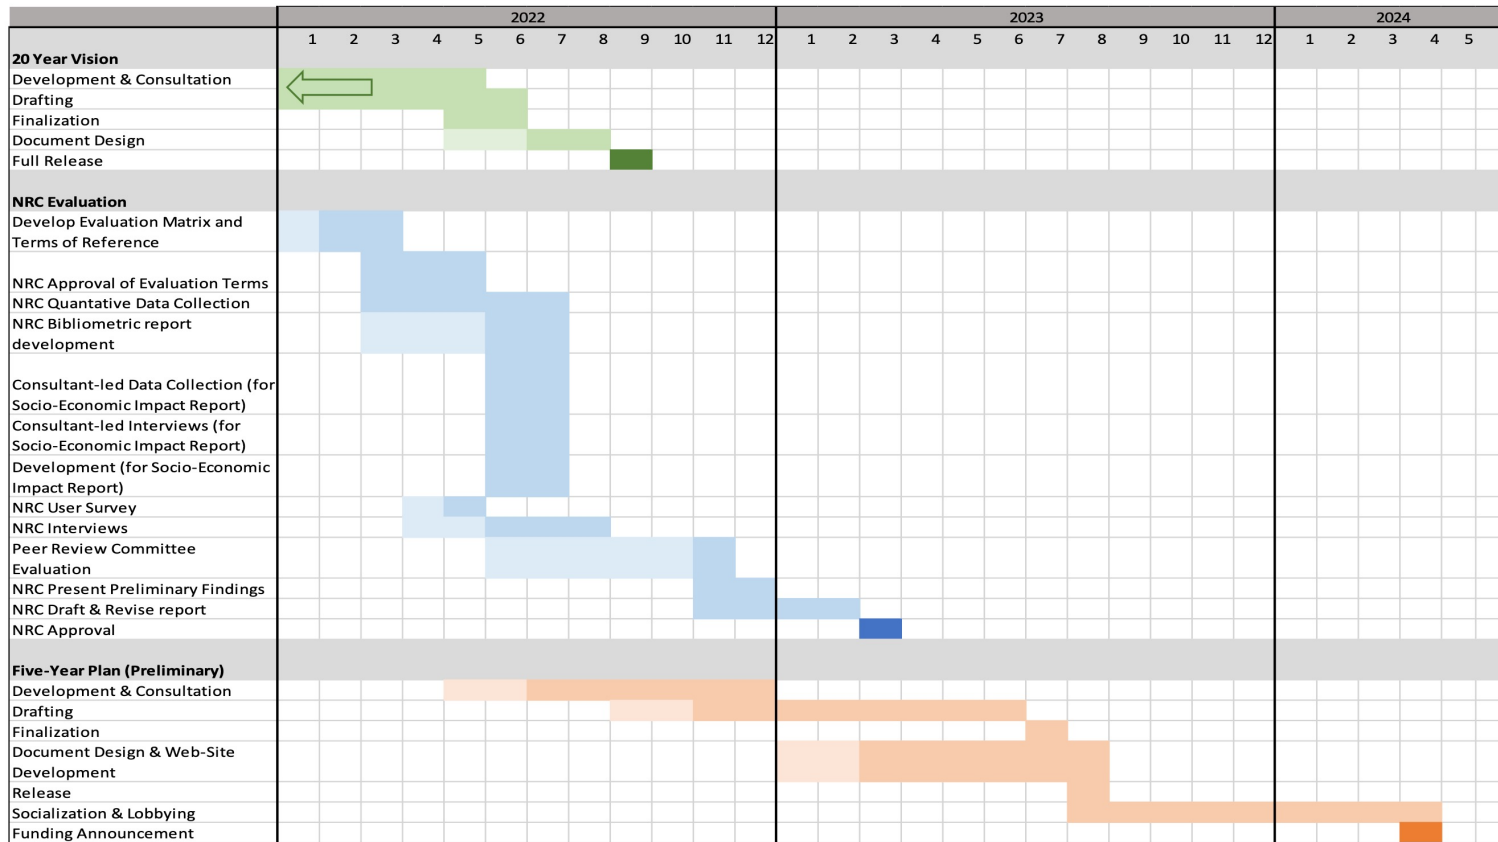 2022 2023 2024
1 2 3 4 5 6 7 8 9 10 11 12 1 2 3 4 5 6 7 8 9 10 11 12 1 2 3 4 5
20 Year Vision
Development & Consultation
Drafting
Finalization
Document Design
Full Release
NRC Evaluation
Develop Evaluation Matrix and
Terms of Reference
NRC Approval of Evaluation Terms
NRC Quantative Data Collection
NRC Bibliometric report
development
Consultant-led Data Collection (for
Socio-Economic Impact Report)
Consultant-led Interviews (for
Socio-Economic Impact Report)
Development (for Socio-Economic
Impact Report)
NRC User Survey
NRC Interviews
Peer Review Committee
Evaluation
NRC Present Preliminary Findings
NRC Draft & Revise report
NRC Approval
Five-Year Plan (Preliminary)
Development & Consultation
Drafting
Finalization
Document Design & Web-Site
Development
Release
Socialization & Lobbying
Funding Announcement